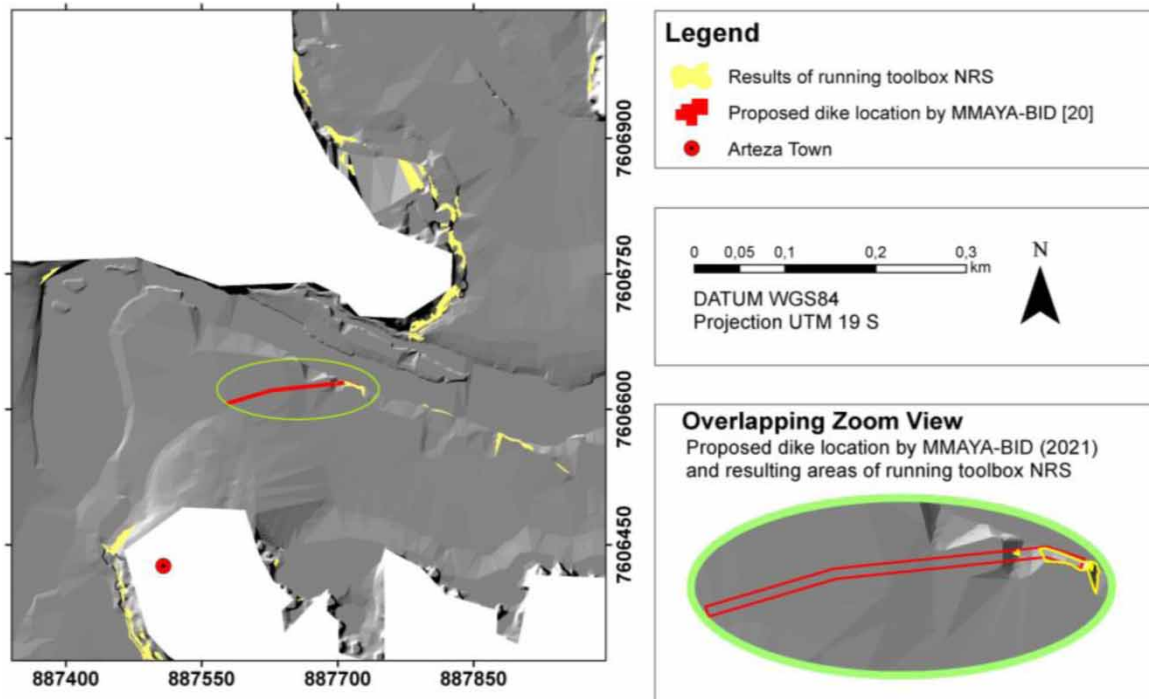 7606900
7606750
7606600
7606450
887400 887550 887700 887850
Legend
Results of running toolbox NRS
Proposed dike location by MMAYA-BID [20]
Arteza Town
0 0,05 0,1 0,2 0,3
km
N
DATUM WGS84
Projection UTM 19 S
Overlapping Zoom View
Proposed dike location by MMAYA-BID (2021)
and resulting areas of running toolbox NRS